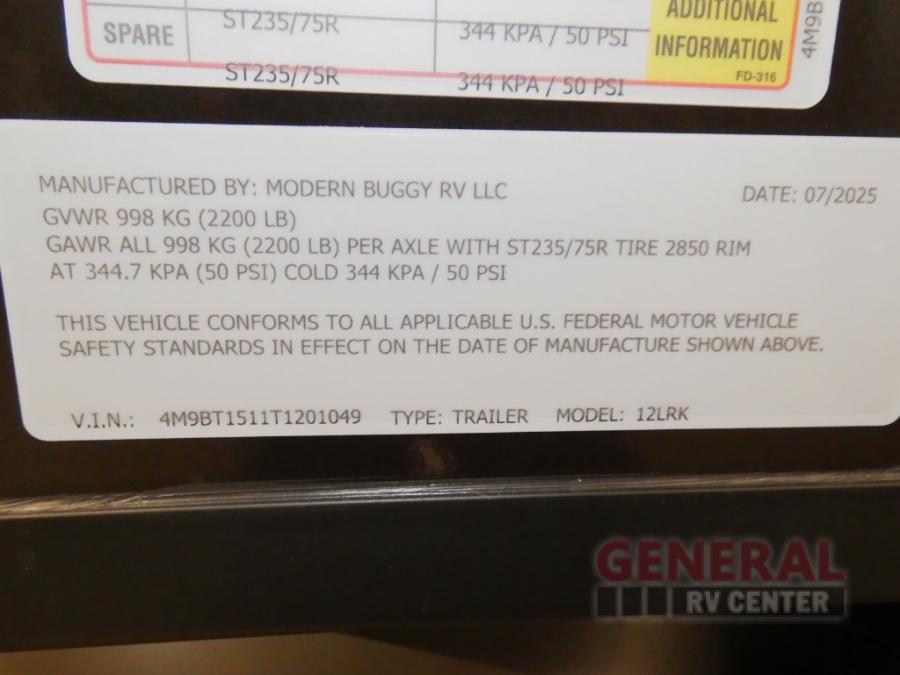 ADDITIONAL
ST235/75R 344 KPA / 50 PSI
SPARE
INFORMATION
ST235/75R 344 KPA / 50 PSI
FD-316
4M9B
MANUFACTURED BY: MODERN BUGGY RV LLC DATE: 07/2025
GVWR 998 KG (2200 LB)
GAWR ALL 998 KG (2200 LB) PER AXLE WITH ST235/75R TIRE 2850 RIM
AT 344.7 KPA (50 PSI) COLD 344 KPA / 50 PSI
THIS VEHICLE CONFORMS TO ALL APPLICABLE U.S. FEDERAL MOTOR VEHICLE
SAFETY STANDARDS IN EFFECT ON THE DATE OF MANUFACTURE SHOWN ABOVE.
V.I.N.: 4M9BT1511T1201049 TYPE: TRAILER MODEL: 12LRK
GENERAL
RV CENTER